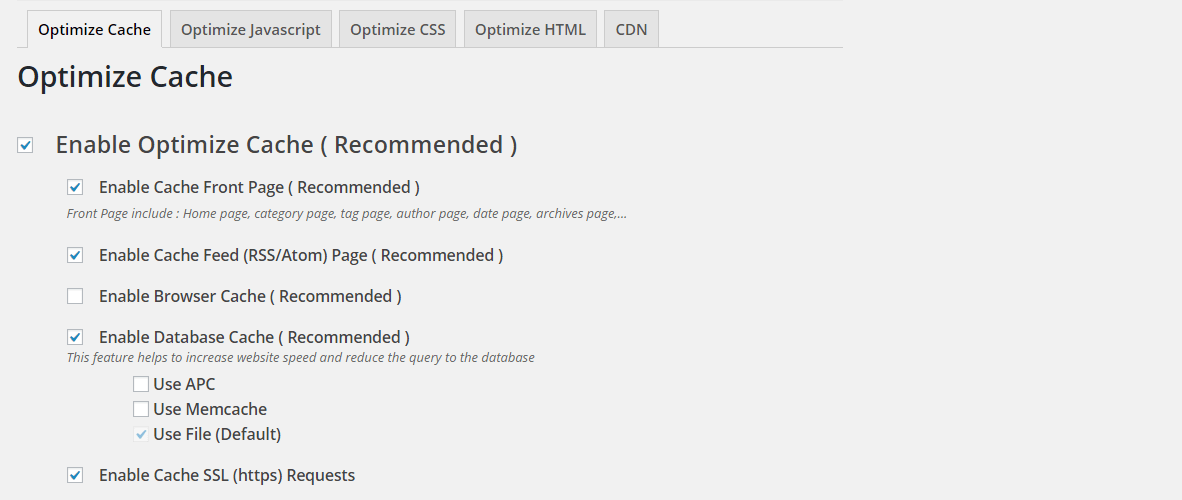 Optimize Cache Optimize Javascript Optimize CSS Optimize HTML CDN
Optimize Cache
Enable Optimize Cache ( Recommended )
Enable Cache Front Page ( Recommended )
Front Page include : Home page, category page, tag page, author page, date page, archives page,...
Enable Cache Feed (RSS/Atom) Page ( Recommended )
Enable Browser Cache ( Recommended )
Enable Database Cache ( Recommended )
This feature helps to increase website speed and reduce the query to the database
Use APC
Use Memcache
Use File (Default)
Enable Cache SSL (https) Requests